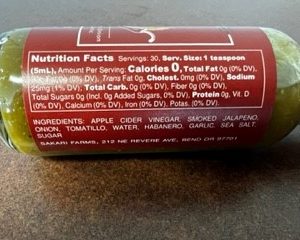 Nutrition Facts Servings: 30, Serv. Size: 1 teaspoon
(5mL), Amount Per Serving: Calories 0, Total Fat 0g (0% DV),
Sat. Fat 0g (0% DV), Trans Fat 0g, Cholest. 0mg (0% DV), Sodium
25mg (1% DV), Total Carb. 0g (0% DV), Fiber 0g (0% DV),
Total Sugars 0g (Incl. 0g Added Sugars, 0% DV), Protein 0g, Vit. D
(0% DV), Calcium (0% DV), Iron (0% DV), Potas. (0% DV).
INGREDIENTS: APPLE CIDER VINEGAR, SMOKED JALAPENO,
ONION, TOMATILLO, WATER, HABANERO, GARLIC, SEA SALT,
SUGAR
SAKARI FARMS, 212 NE REVERE AVE, BEND OR 97701